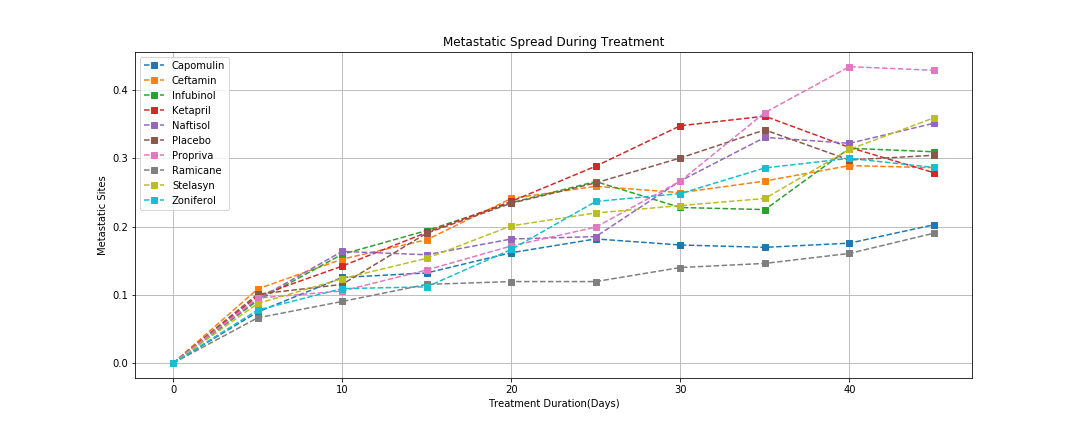 Metastatic Spread During Treatment
Capomulin
Ceftamin
Infubinol
Ketapril
Naftisol
Placebo
Propriva
Ramicane
Stelasyn
Zoniferol
Metastatic Sites
0.4
0.3
0.2
0.1
0.0
0 10 20 30 40
Treatment Duration(Days)